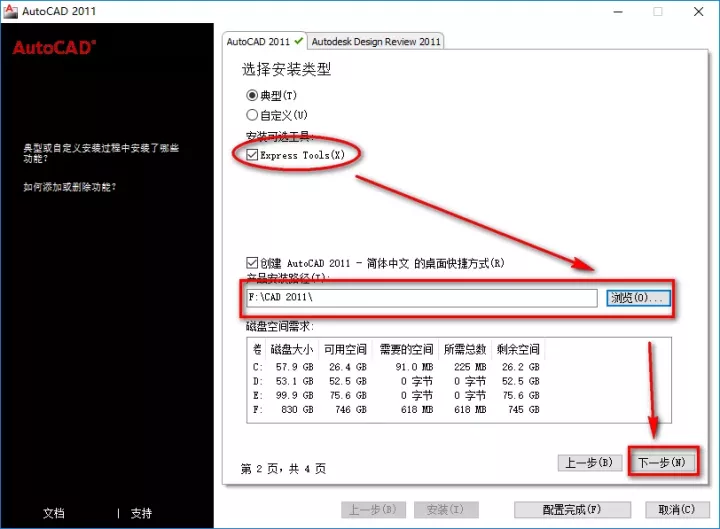 AutoCAD 2011
AutoCAD®
典型或自定义安装过程中安装了哪些
功能?
如何添加或删除功能?
文档 | 支持
AutoCAD 2011 Autodesk Design Review 2011
选择安装类型
典型(T)
自定义(U)
安装可选工具:
Express Tools(X)
创建 AutoCAD 2011 - 简体中文 的桌面快捷方式(R)
产品安装路径(I):
F:\CAD 2011\ 浏览(O)...
磁盘空间需求:
卷 磁盘大小 可用空间 需要的空间 所需总数 剩余空间
C: 57.9 GB 26.4 GB 91.0 MB 225 MB 26.2 GB
D: 53.1 GB 52.5 GB 0 字节 0 字节 52.5 GB
E: 99.9 GB 75.6 GB 0 字节 0 字节 75.6 GB
F: 830 GB 746 GB 618 MB 618 MB 745 GB
上一步(B) 下一步(N)
第 2 页，共 4 页
上一步(B) 安装(I) 配置完成(F) 取消(C)